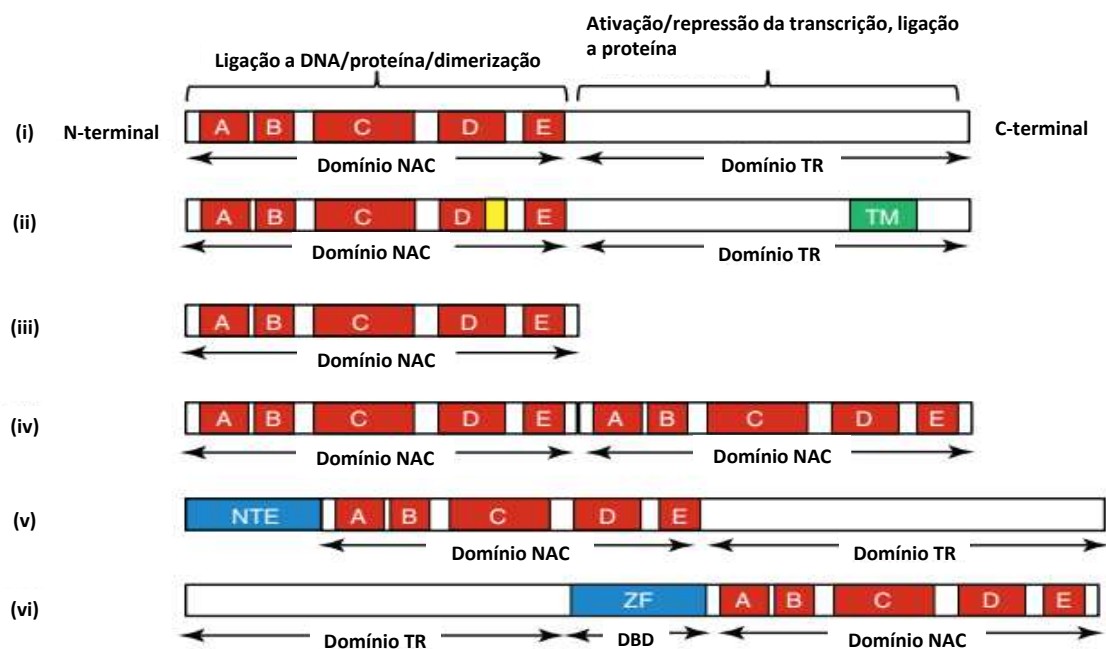 Ativação/repressão da transcrição, ligação
a proteína
Ligação a DNA/proteína/dimerização
(i) N-terminal A B C D E C-terminal
Domínio NAC Domínio TR
(ii) A B C D E TM
Domínio NAC Domínio TR
(iii) A B C D E
Domínio NAC
(iv) A B C D E A B C D E
Domínio NAC Domínio NAC
(v) NTE A B C D E
Domínio NAC Domínio TR
(vi) ZF A B C D E
Domínio TR DBD Domínio NAC